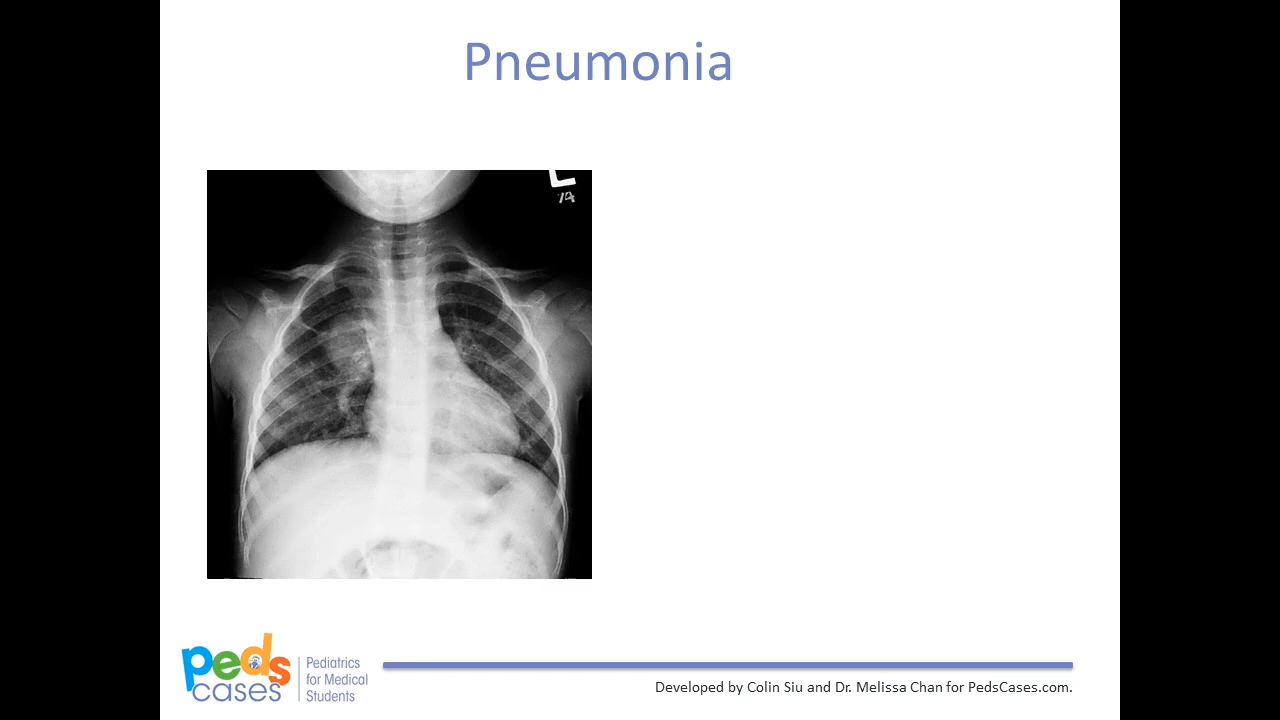 Pneumonia
L
peds
cases
Pediatrics
for Medical
Students
Developed by Colin Siu and Dr. Melissa Chan for PedsCases.com.